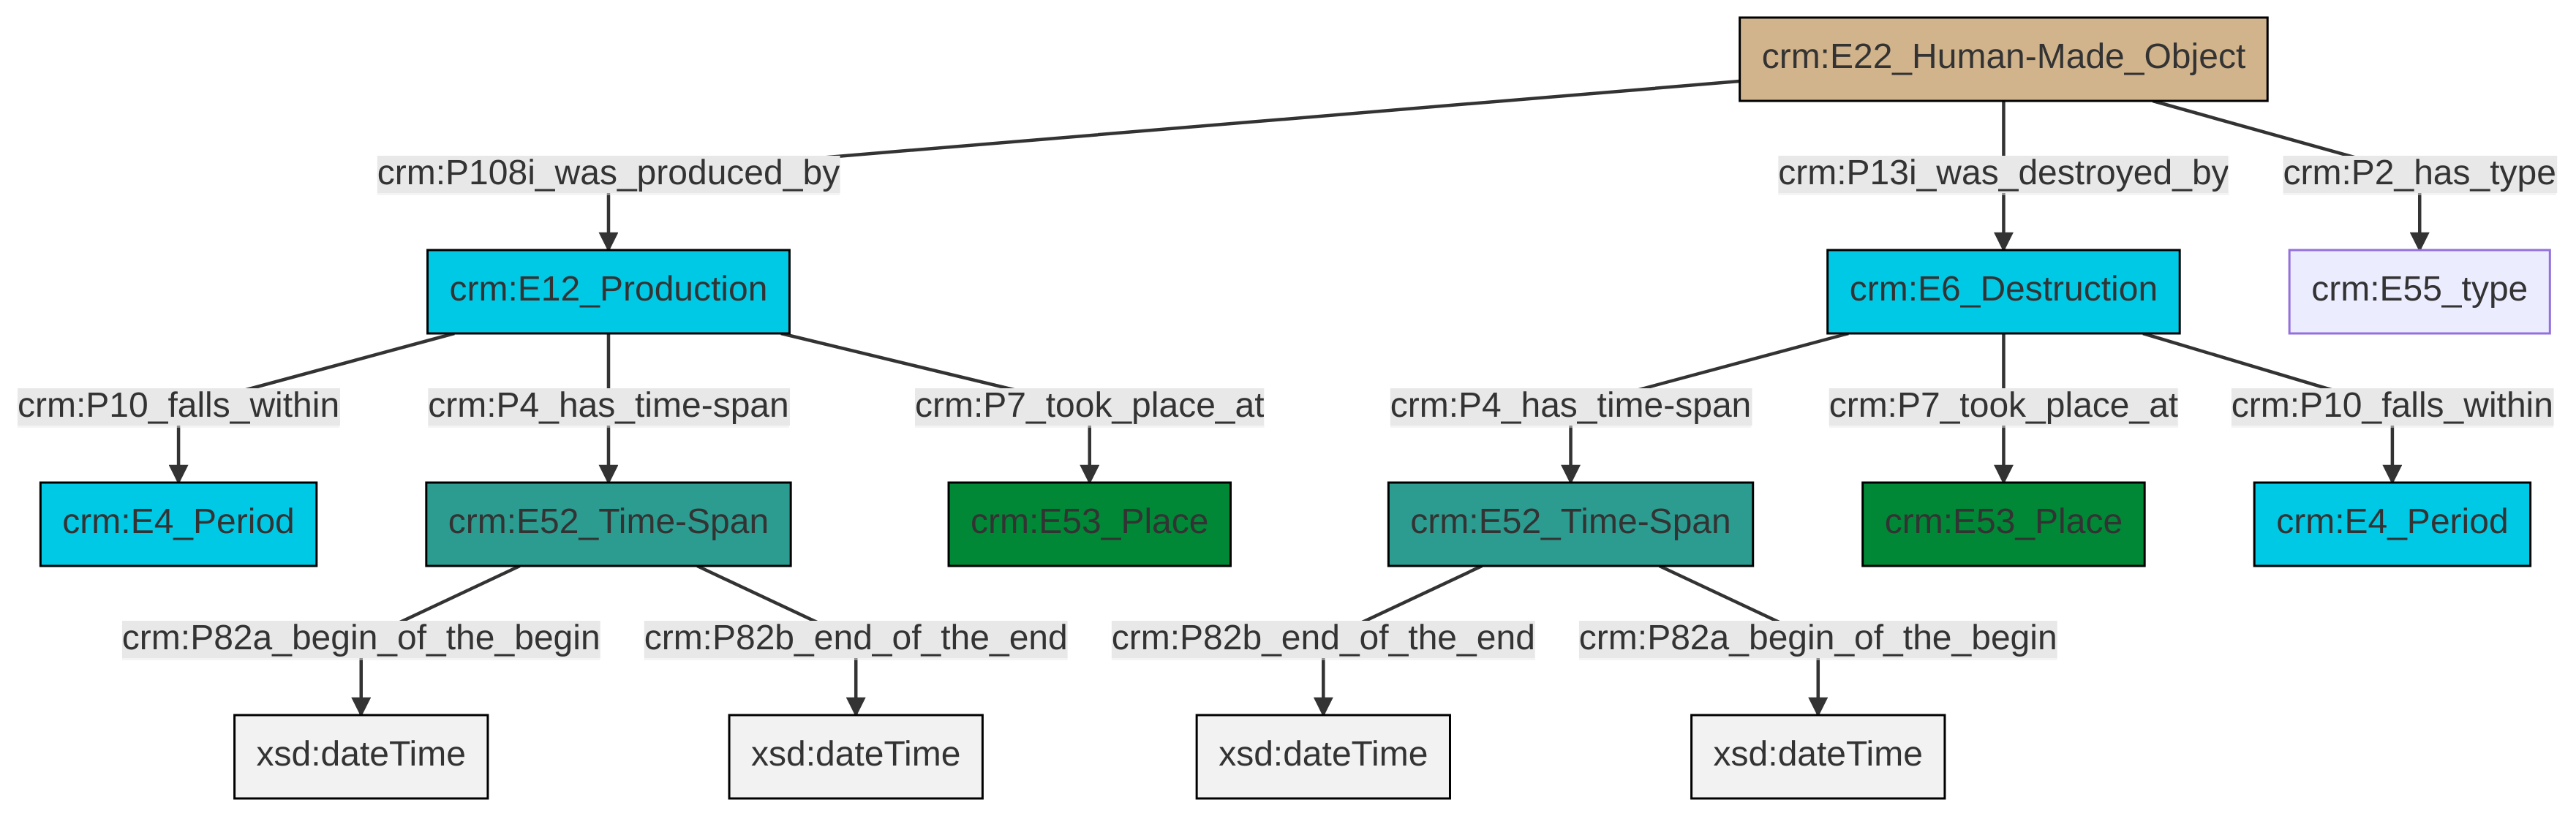 crm:E22_Human-Made_Object
crm:P108i_was_produced_by
crm:P13i_was_destroyed_by
crm:P2_has_type
crm:E12_Production
crm:E6_Destruction
crm:E55_type
crm:P10_falls_within
crm:P4_has_time-span
crm:P7_took_place_at
crm:P4_has_time-span
crm:P7_took_place_at
crm:P10_falls_within
crm:E4_Period
crm:E52_Time-Span
crm:E53_Place
crm:E52_Time-Span
crm:E53_Place
crm:E4_Period
crm:P82a_begin_of_the_begin
crm:P82b_end_of_the_end
crm:P82b_end_of_the_end
crm:P82a_begin_of_the_begin
xsd:dateTime
xsd:dateTime
xsd:dateTime
xsd:dateTime